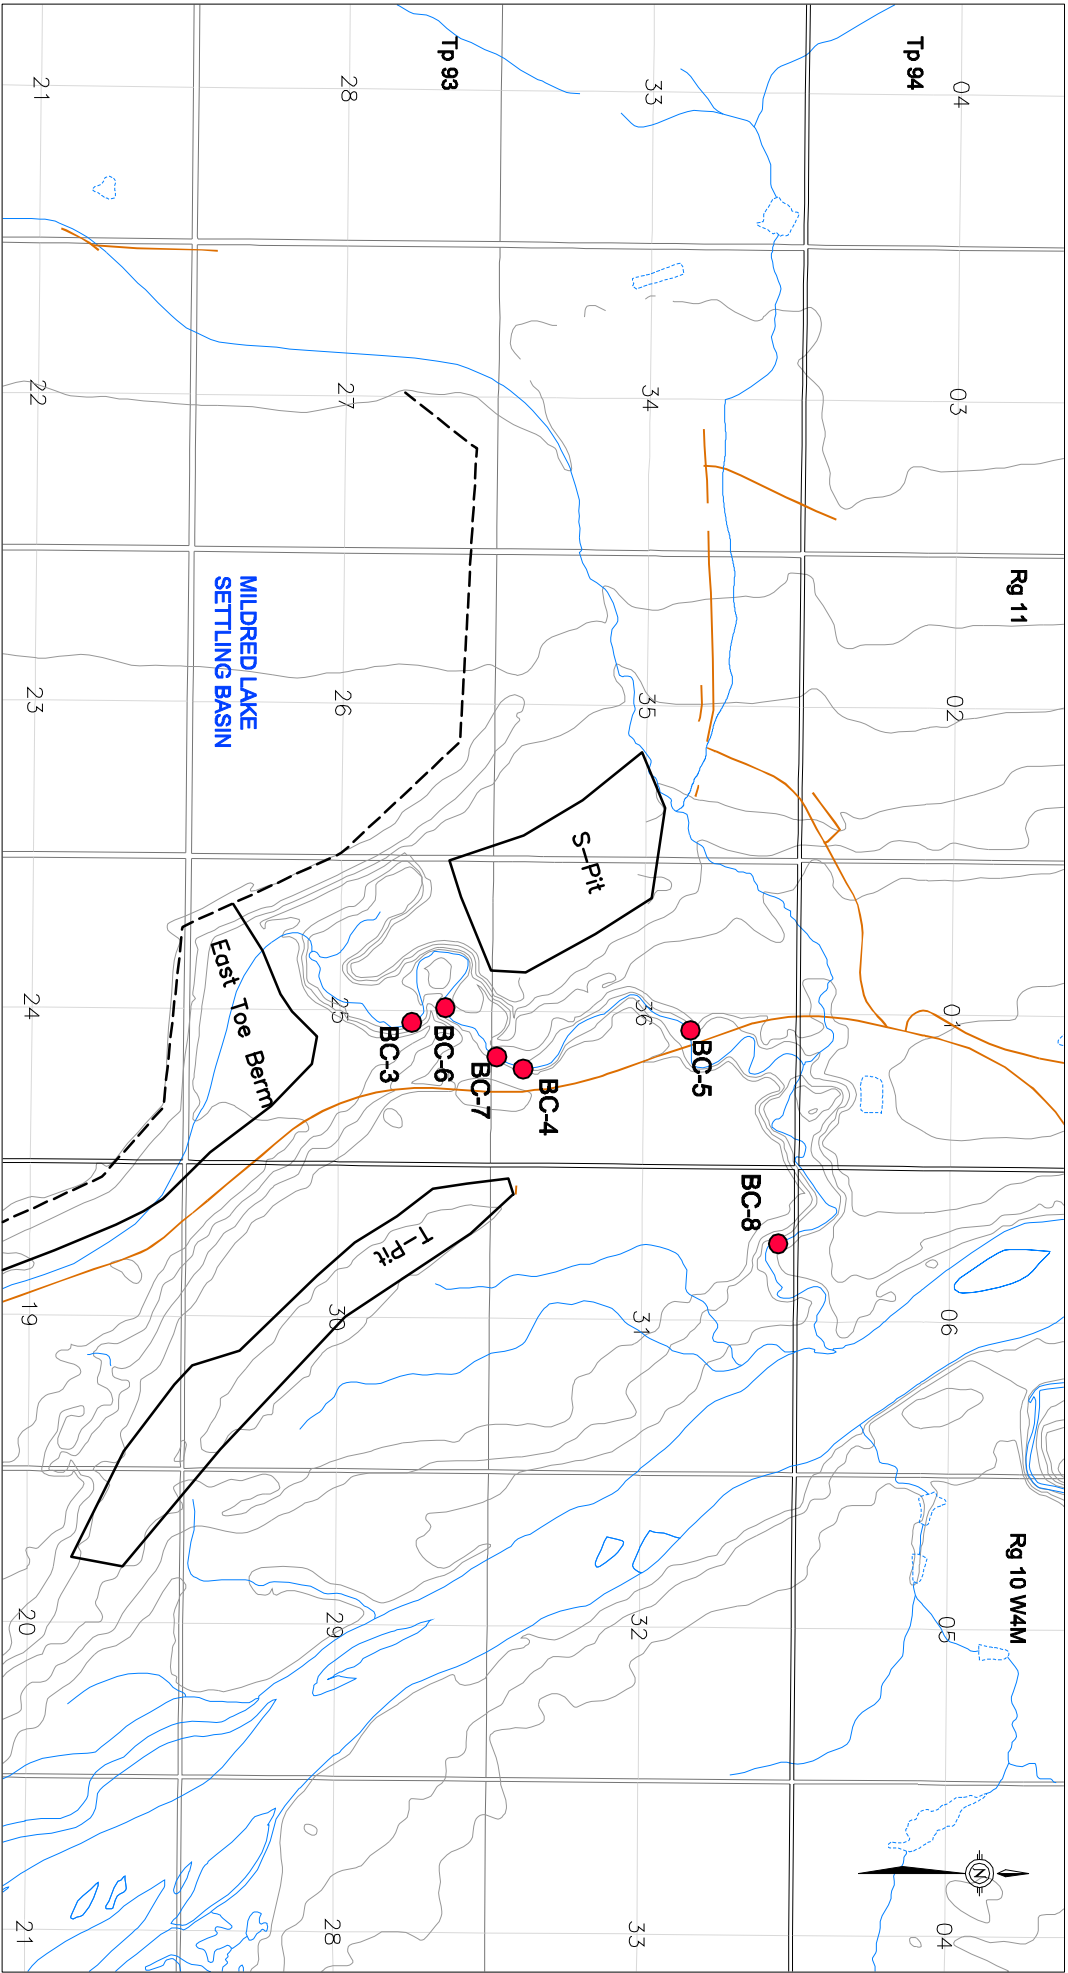 04
03
02
01
06
05
04
Tp 94
Rg 11
Rg 10 W4M
N
33
34
35
36
31
32
33
Tp 93
S-Pit
BC-5
BC-8
BC-4
BC-7
BC-6
BC-3
28
27
26
25
30
29
28
T-Pit
MILDRED LAKE
SETTLING BASIN
East Toe Berm
21
22
23
24
19
20
21